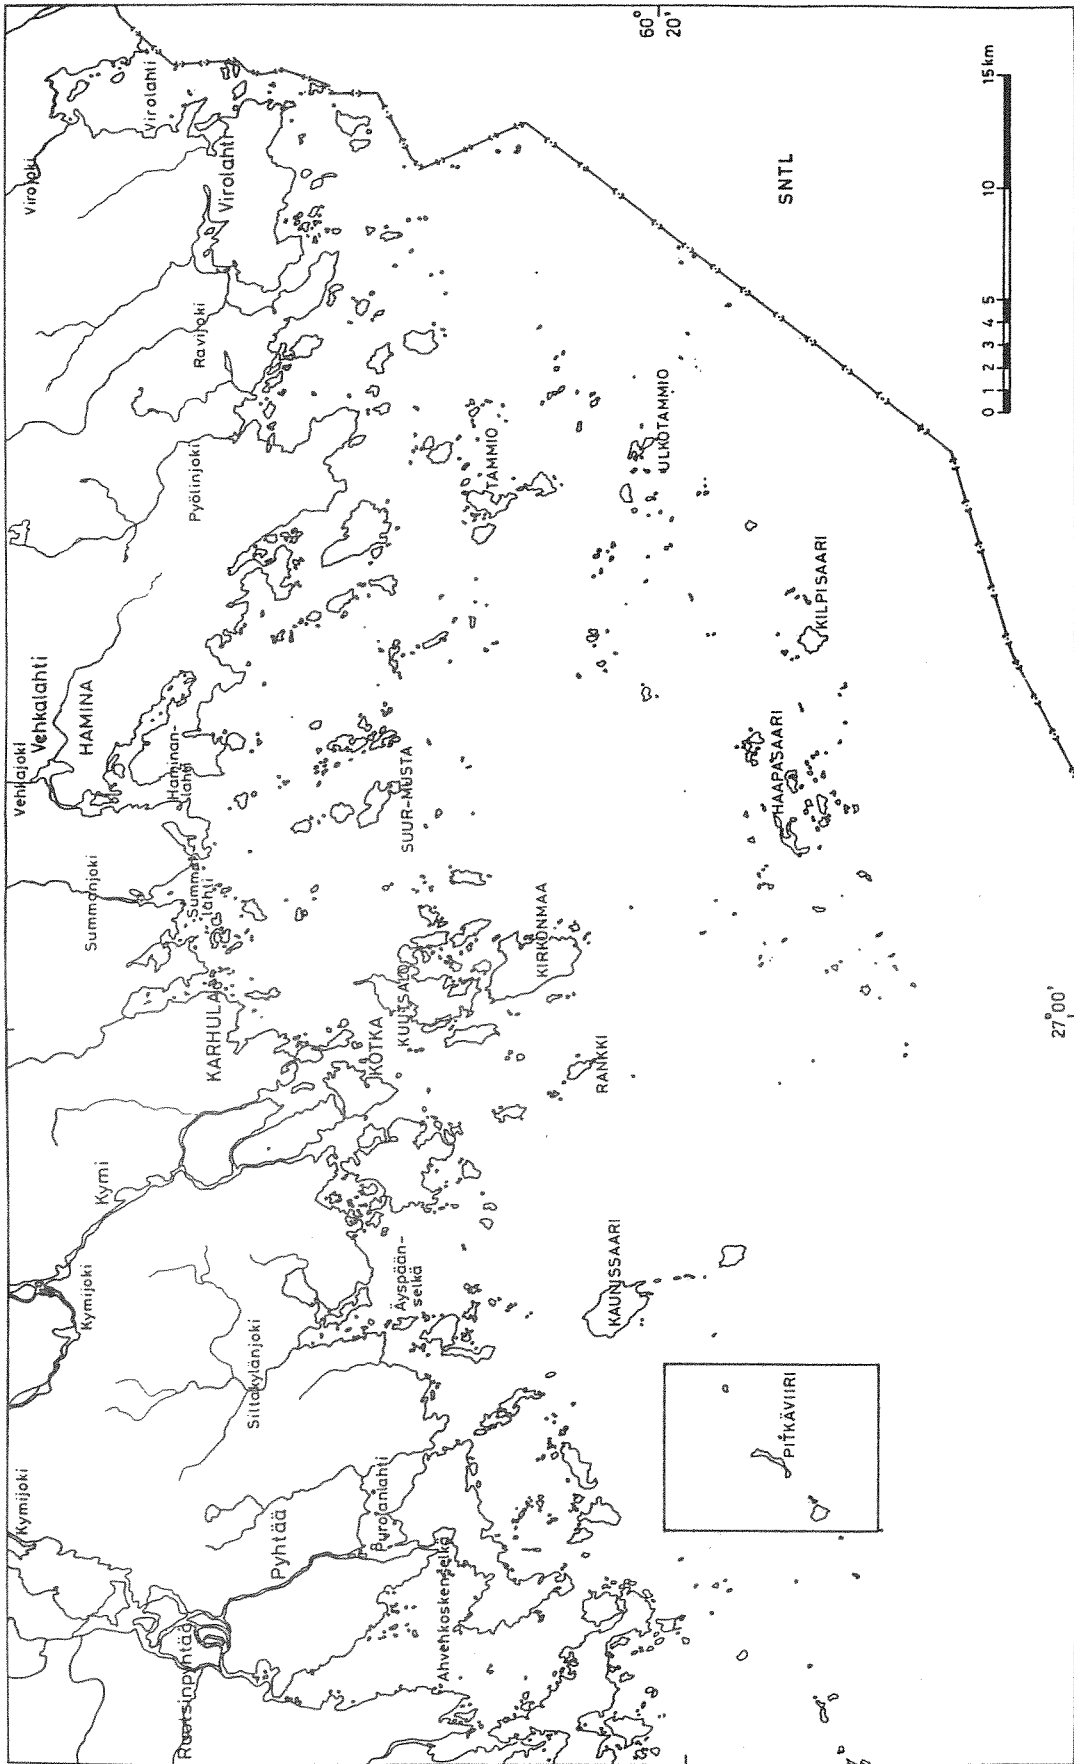 Kymijoki
Vehkajoki
Virojoki
Vehkalahti
Kymijoki
HAMINA
Summanjoki
Kymi
Virolahti
Ruotsinpyhtää
Haminan-
lahti
Pyölinjoki
Ravijoki
Summan
lahti
KARHULA
Virolahti
Siltakylänjoki
Pyhtää
Purolanlahti
KOTKA
Äyspään-
selkä
KUUTSALO
SUUR-MUSTA
Ahvenkoskenselkä
TAMMIO
KIRKONMAA
RANKKI
KAUNISSAARI
ULKOTAMMIO
60°
20'
HAAPASAARI
SNTL
PITKÄVIIRI
KILPISAARI
0 1 2 3 4 5 10 15 km
27°00'